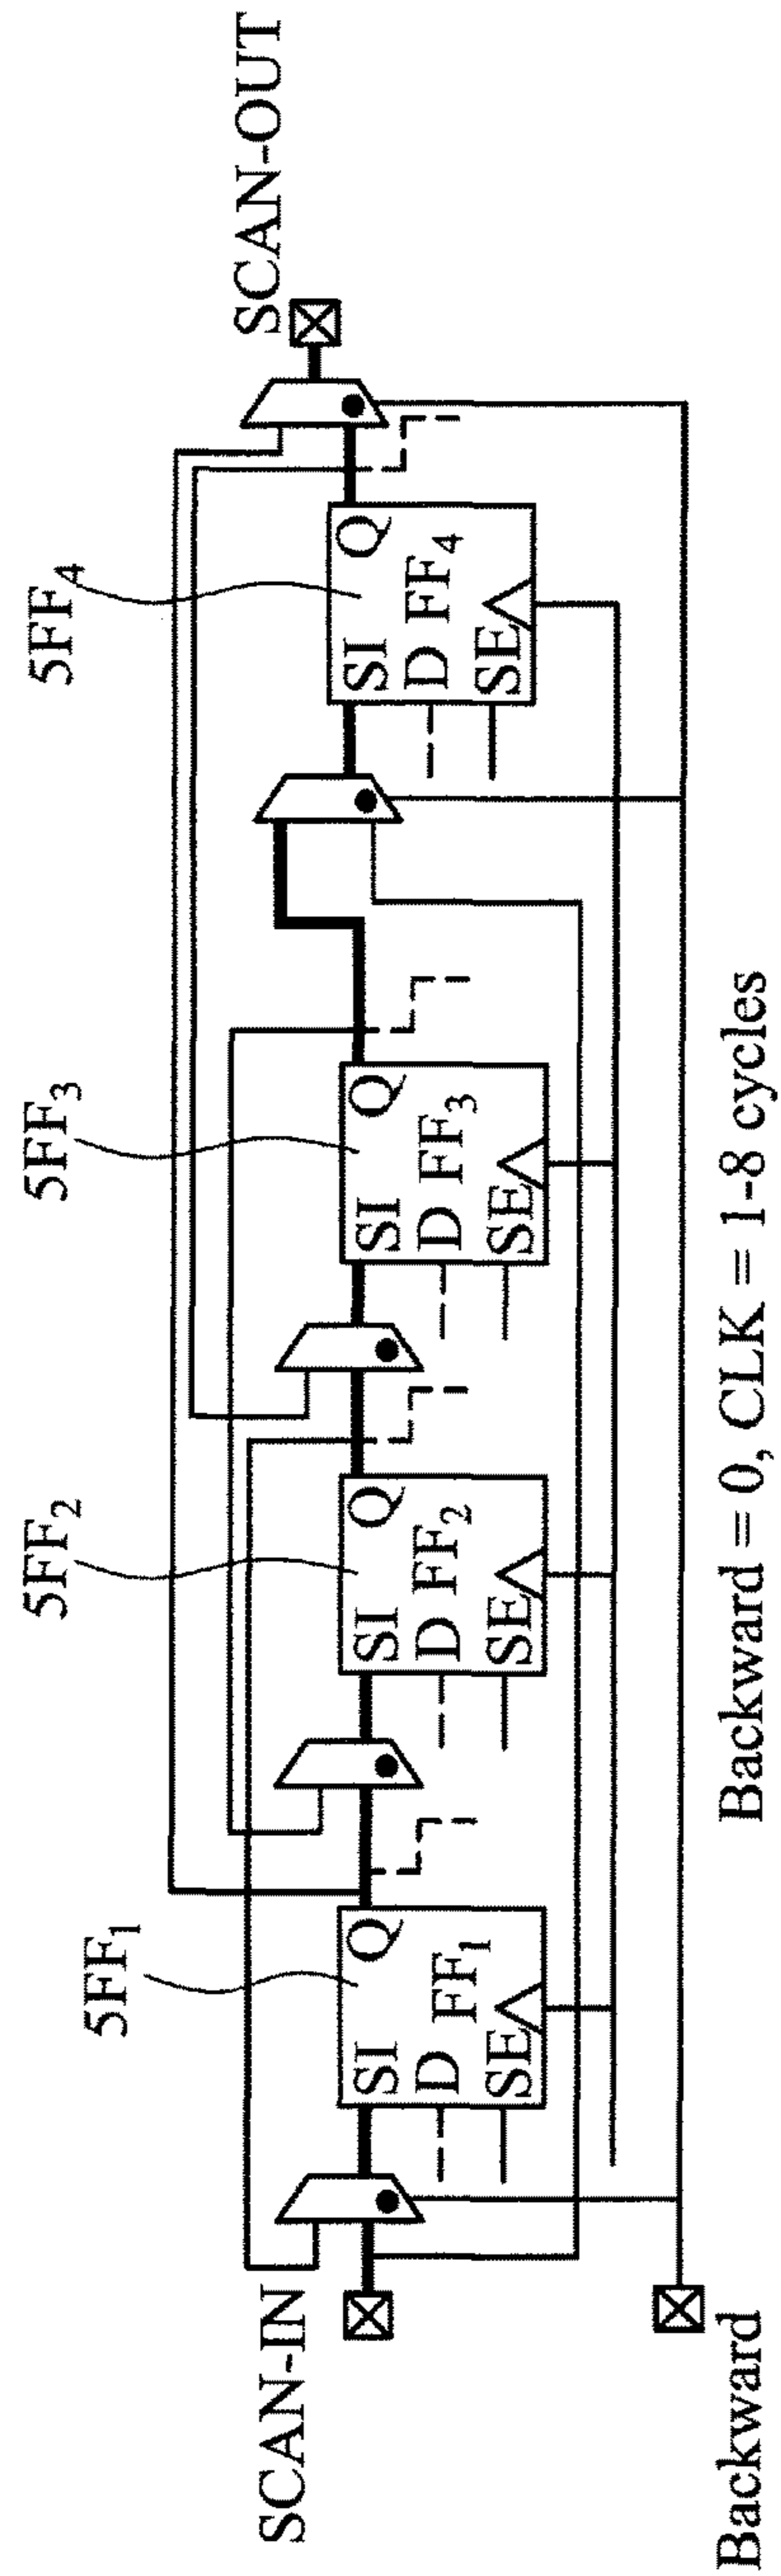 5FF1
5FF2
5FF3
5FF4
SCAN-IN
SI
Q
D
FF1
SE
SI
Q
D
FF2
SE
SI
Q
D
FF3
SE
SI
Q
D
FF4
SE
SCAN-OUT
Backward
Backward = 0, CLK = 1-8 cycles